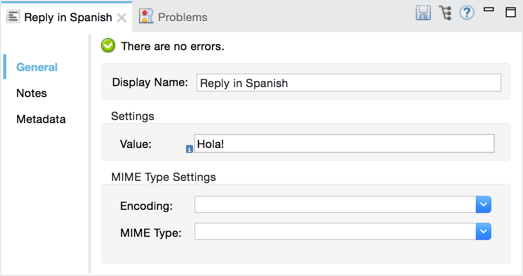 Reply in Spanish
Problems
There are no errors.
General
Notes
Metadata
Display Name: Reply in Spanish
Settings
Value: Hola!
MIME Type Settings
Encoding:
MIME Type: